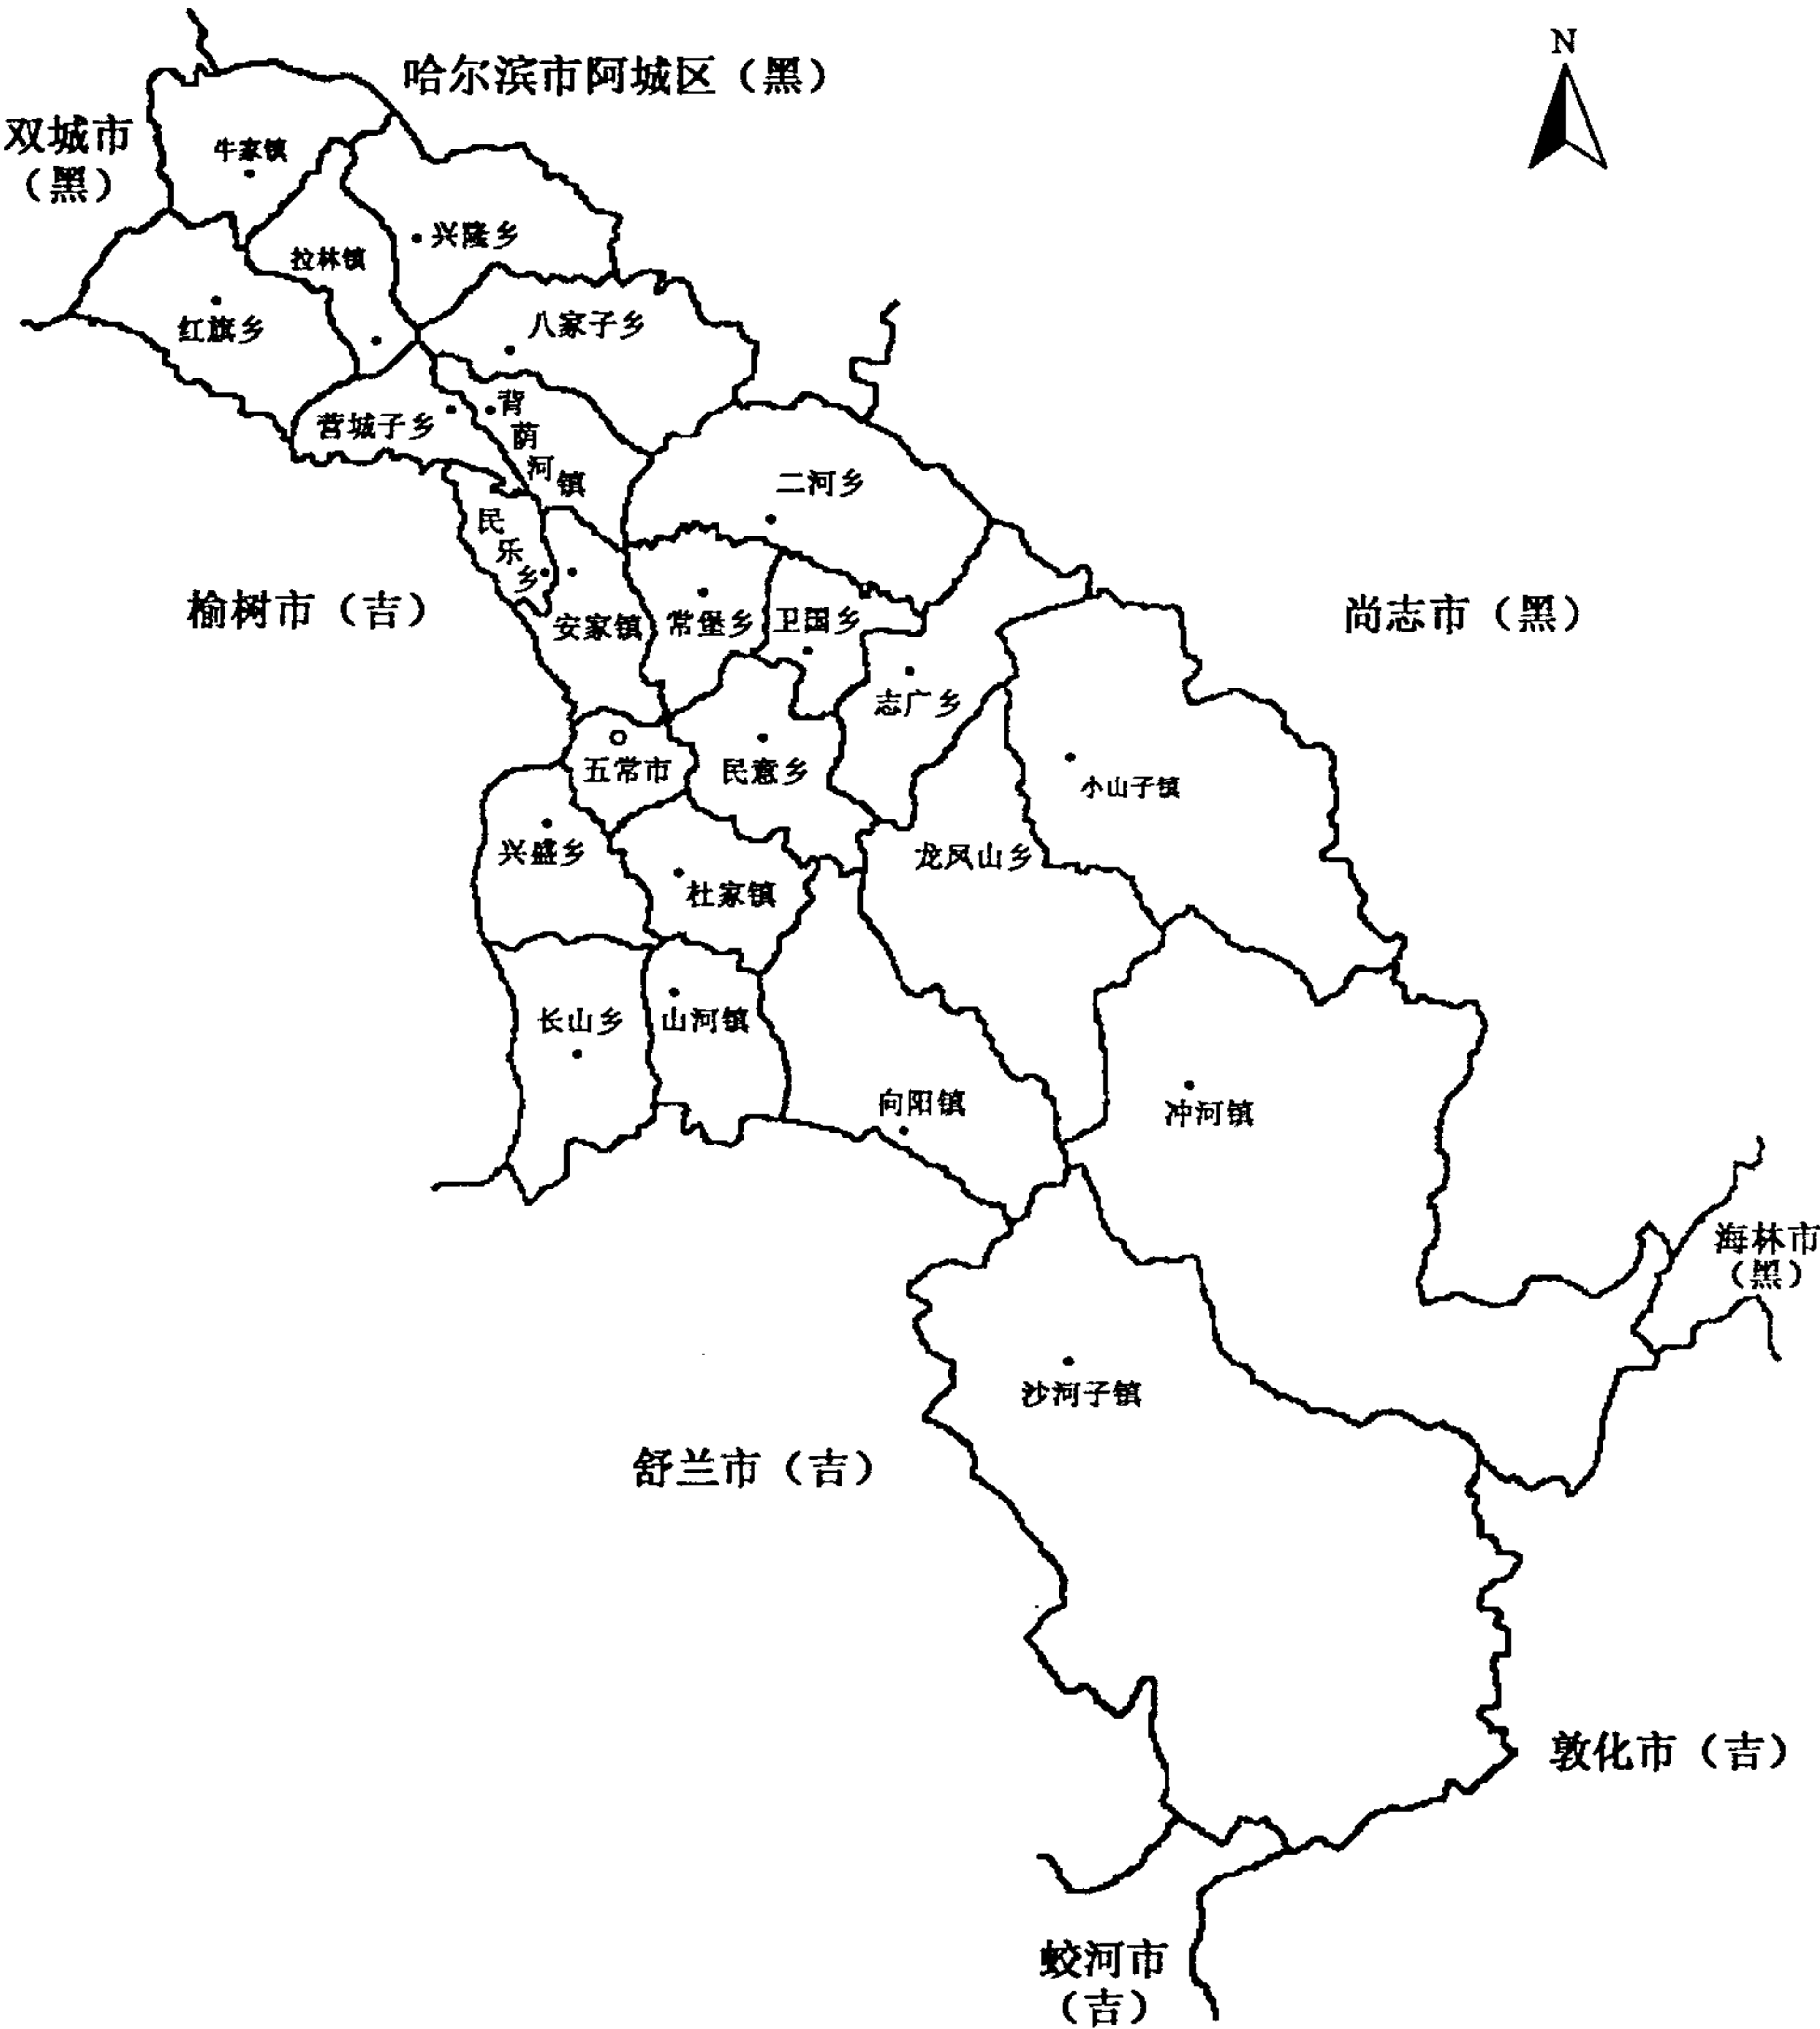 N
哈尔滨市阿城区（黑）
双城市
（黑）
牛家镇
兴隆乡
拉林镇
红旗乡
八家子乡
营城子乡
背荫河镇
二河乡
民乐乡
榆树市（吉）
安家镇
常堡乡
卫国乡
尚志市（黑）
志广乡
五常市
民意乡
小山子镇
兴盛乡
龙凤山乡
杜家镇
长山乡
山河镇
向阳镇
冲河镇
海林市
（黑）
沙河子镇
舒兰市（吉）
敦化市（吉）
蛟河市
（吉）